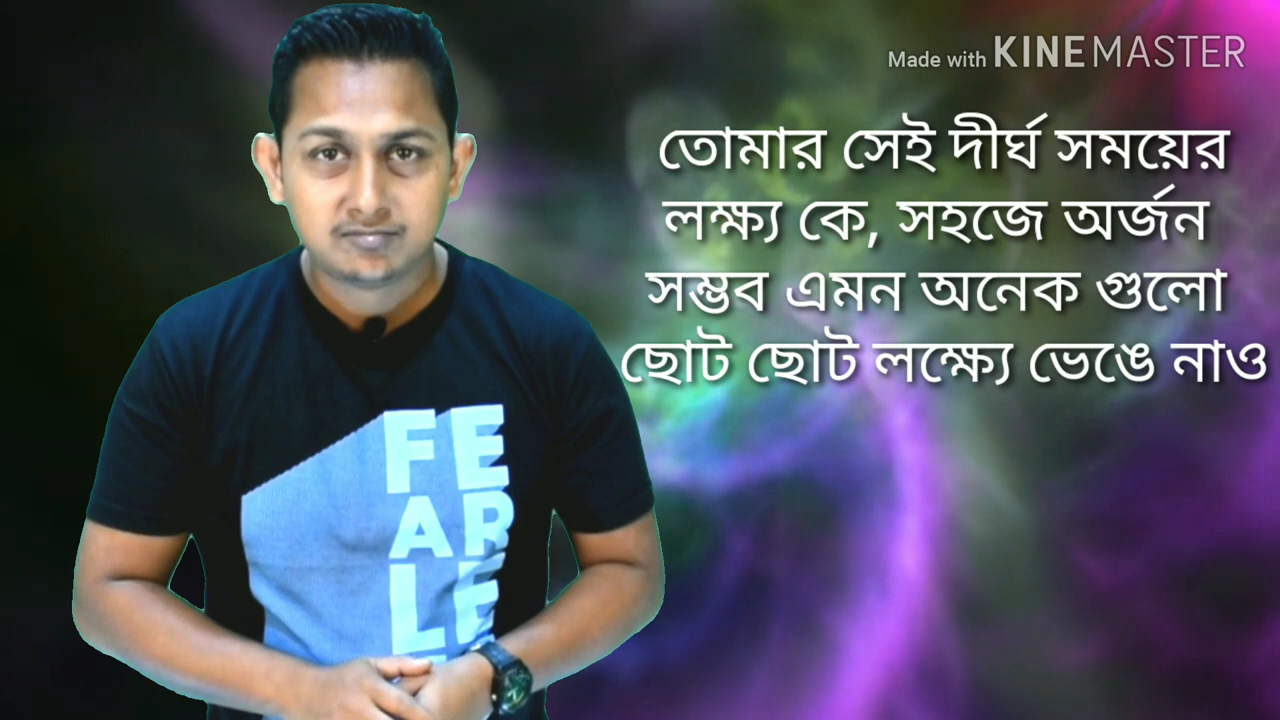 Made with KINEMASTER
তোমার সেই দীর্ঘ সময়ের
লক্ষ্য কে, সহজে অর্জন
সম্ভব এমন অনেক গুলো
ছোট ছোট লক্ষ্যে ভেঙে নাও
FE
AR
LE